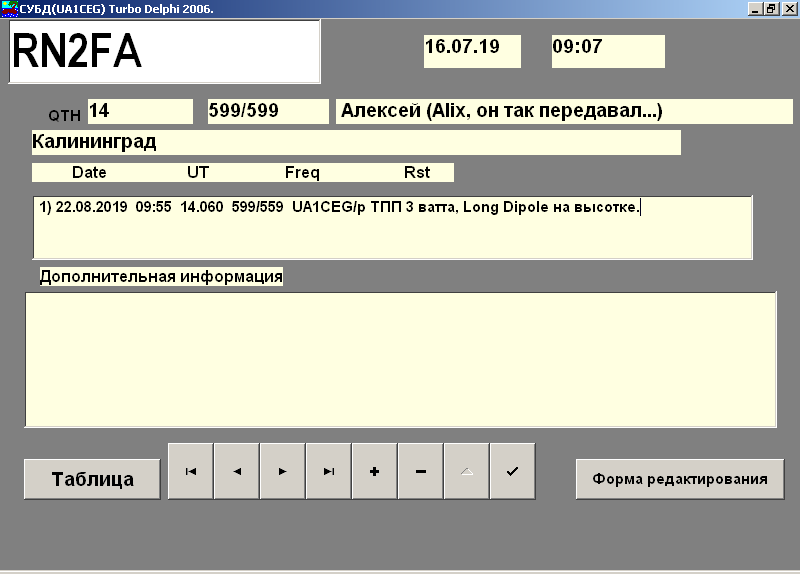 СУБД(UA1CEG) Turbo Delphi 2006.
RN2FA
16.07.19 09:07
QTH 14 599/599 Алексей (Alix, он так передавал...)
Калининград
Date UT Freq Rst
1) 22.08.2019 09:55 14.060 599/559 UA1CEG/p ТПП 3 ватта, Long Dipole на высотке.
Дополнительная информация
Таблица
Форма редактирования